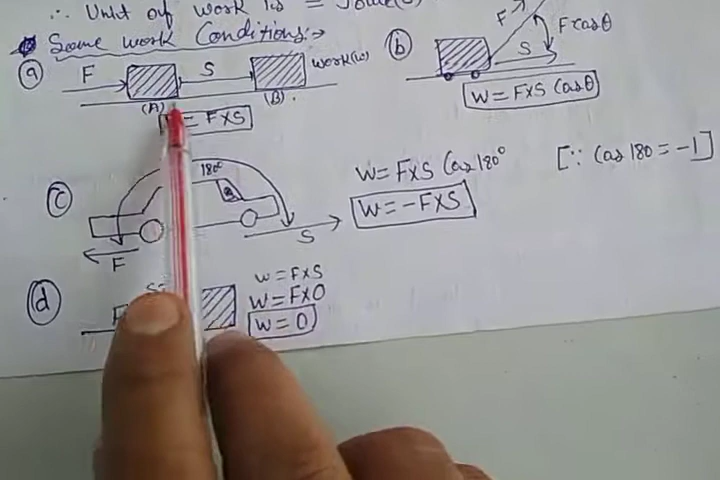 ∴ Unit of work is = Joule(J)
Some work Conditions:→
(a) F S Work(w)
(A) (B).
= F×S
(b) F Fcosθ
S
W = F×S Cosθ
(c) 180°
F S
W = F×S Cos 180° [∵ Cos 180 = -1]
W = -F×S
(d) S=
F
W = F×S
W = F×0
W = 0